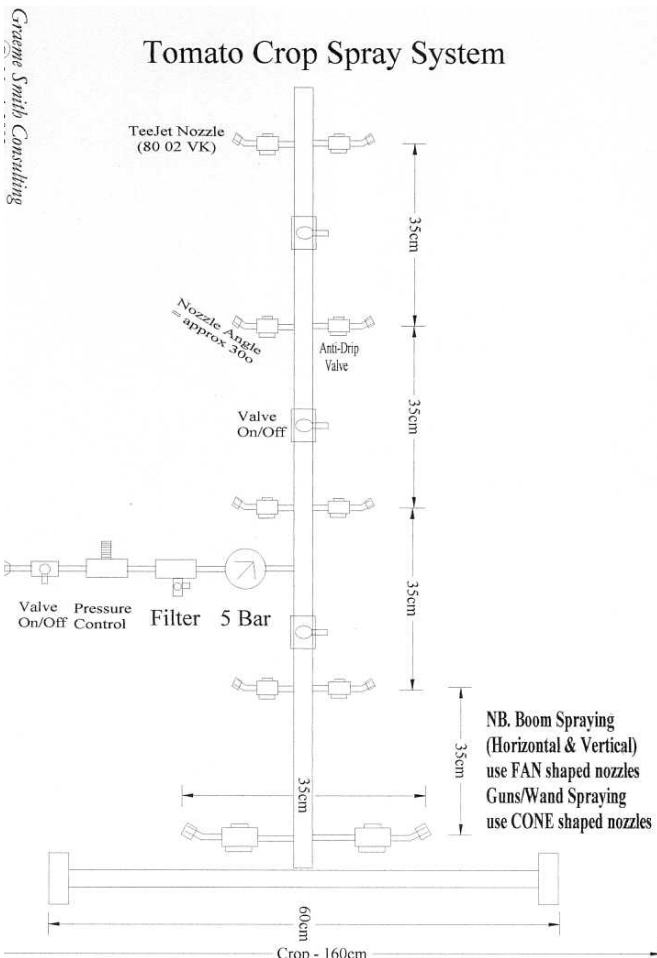 Graeme Smith Consulting
Tomato Crop Spray System
TeeJet Nozzle
(80 02 VK)
35cm
Nozzle Angle
= approx 30o
Anti-Drip
Valve
35cm
Valve
On/Off
35cm
Valve
On/Off
Pressure
Control
Filter
5 Bar
NB. Boom Spraying
(Horizontal & Vertical)
use FAN shaped nozzles
Guns/Wand Spraying
use CONE shaped nozzles
35cm
35cm
60cm
Crop - 160cm